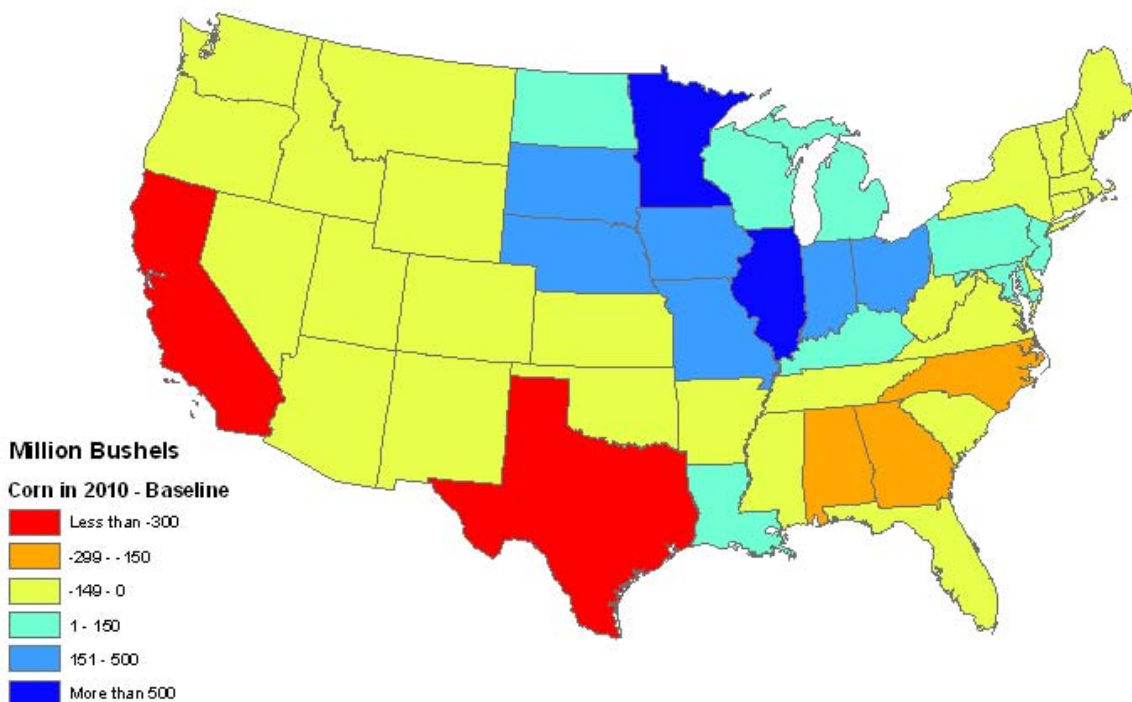 Million Bushels
Corn in 2010 - Baseline
Less than -300
-299 - -150
-149 - 0
1 - 150
151 - 500
More than 500